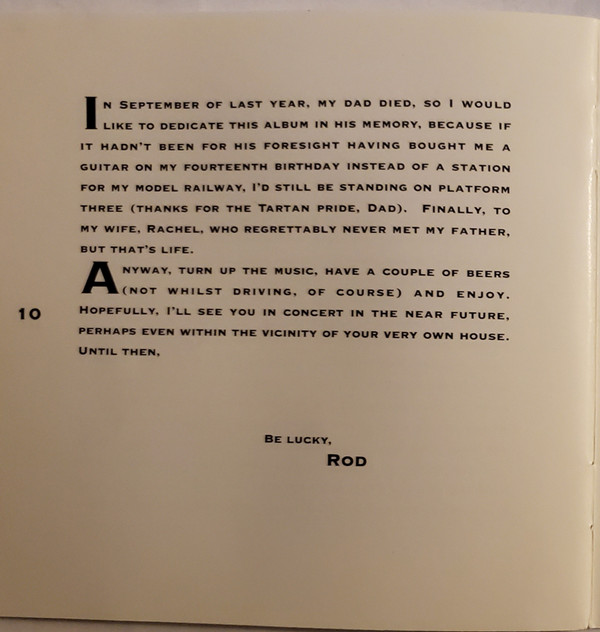 In September of last year, my dad died, so I would
like to dedicate this album in his memory, because if
it hadn't been for his foresight having bought me a
guitar on my fourteenth birthday instead of a station
for my model railway, I'd still be standing on platform
three (thanks for the Tartan pride, Dad).  Finally, to
my wife, Rachel, who regrettably never met my father,
but that's life.
Anyway, turn up the music, have a couple of beers
(not whilst driving, of course) and enjoy.
Hopefully, I'll see you in concert in the near future,
perhaps even within the vicinity of your very own house.
Until then,
10
Be lucky,
Rod